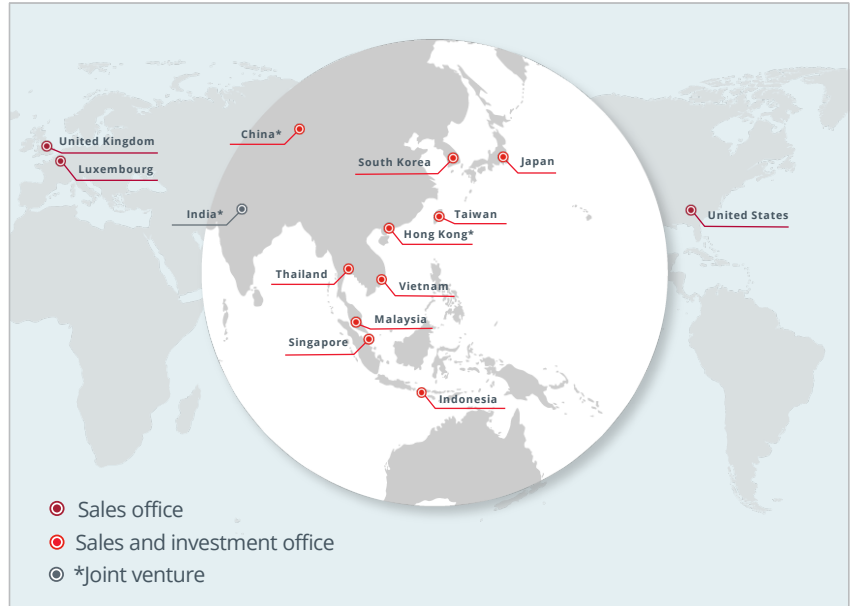 United Kingdom
Luxembourg
China*
South Korea
Japan
India*
Taiwan
Hong Kong*
United States
Thailand
Vietnam
Malaysia
Singapore
Indonesia
Sales office
Sales and investment office
*Joint venture